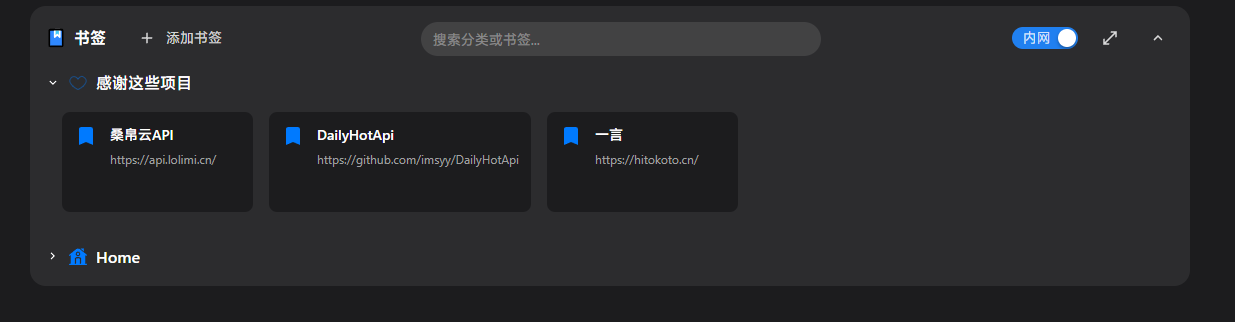 书签
添加书签
搜索分类或书签...
内网
感谢这些项目
桑帛云API
https://api.lolimi.cn/
DailyHotApi
https://github.com/imsyy/DailyHotApi
一言
https://hitokoto.cn/
Home